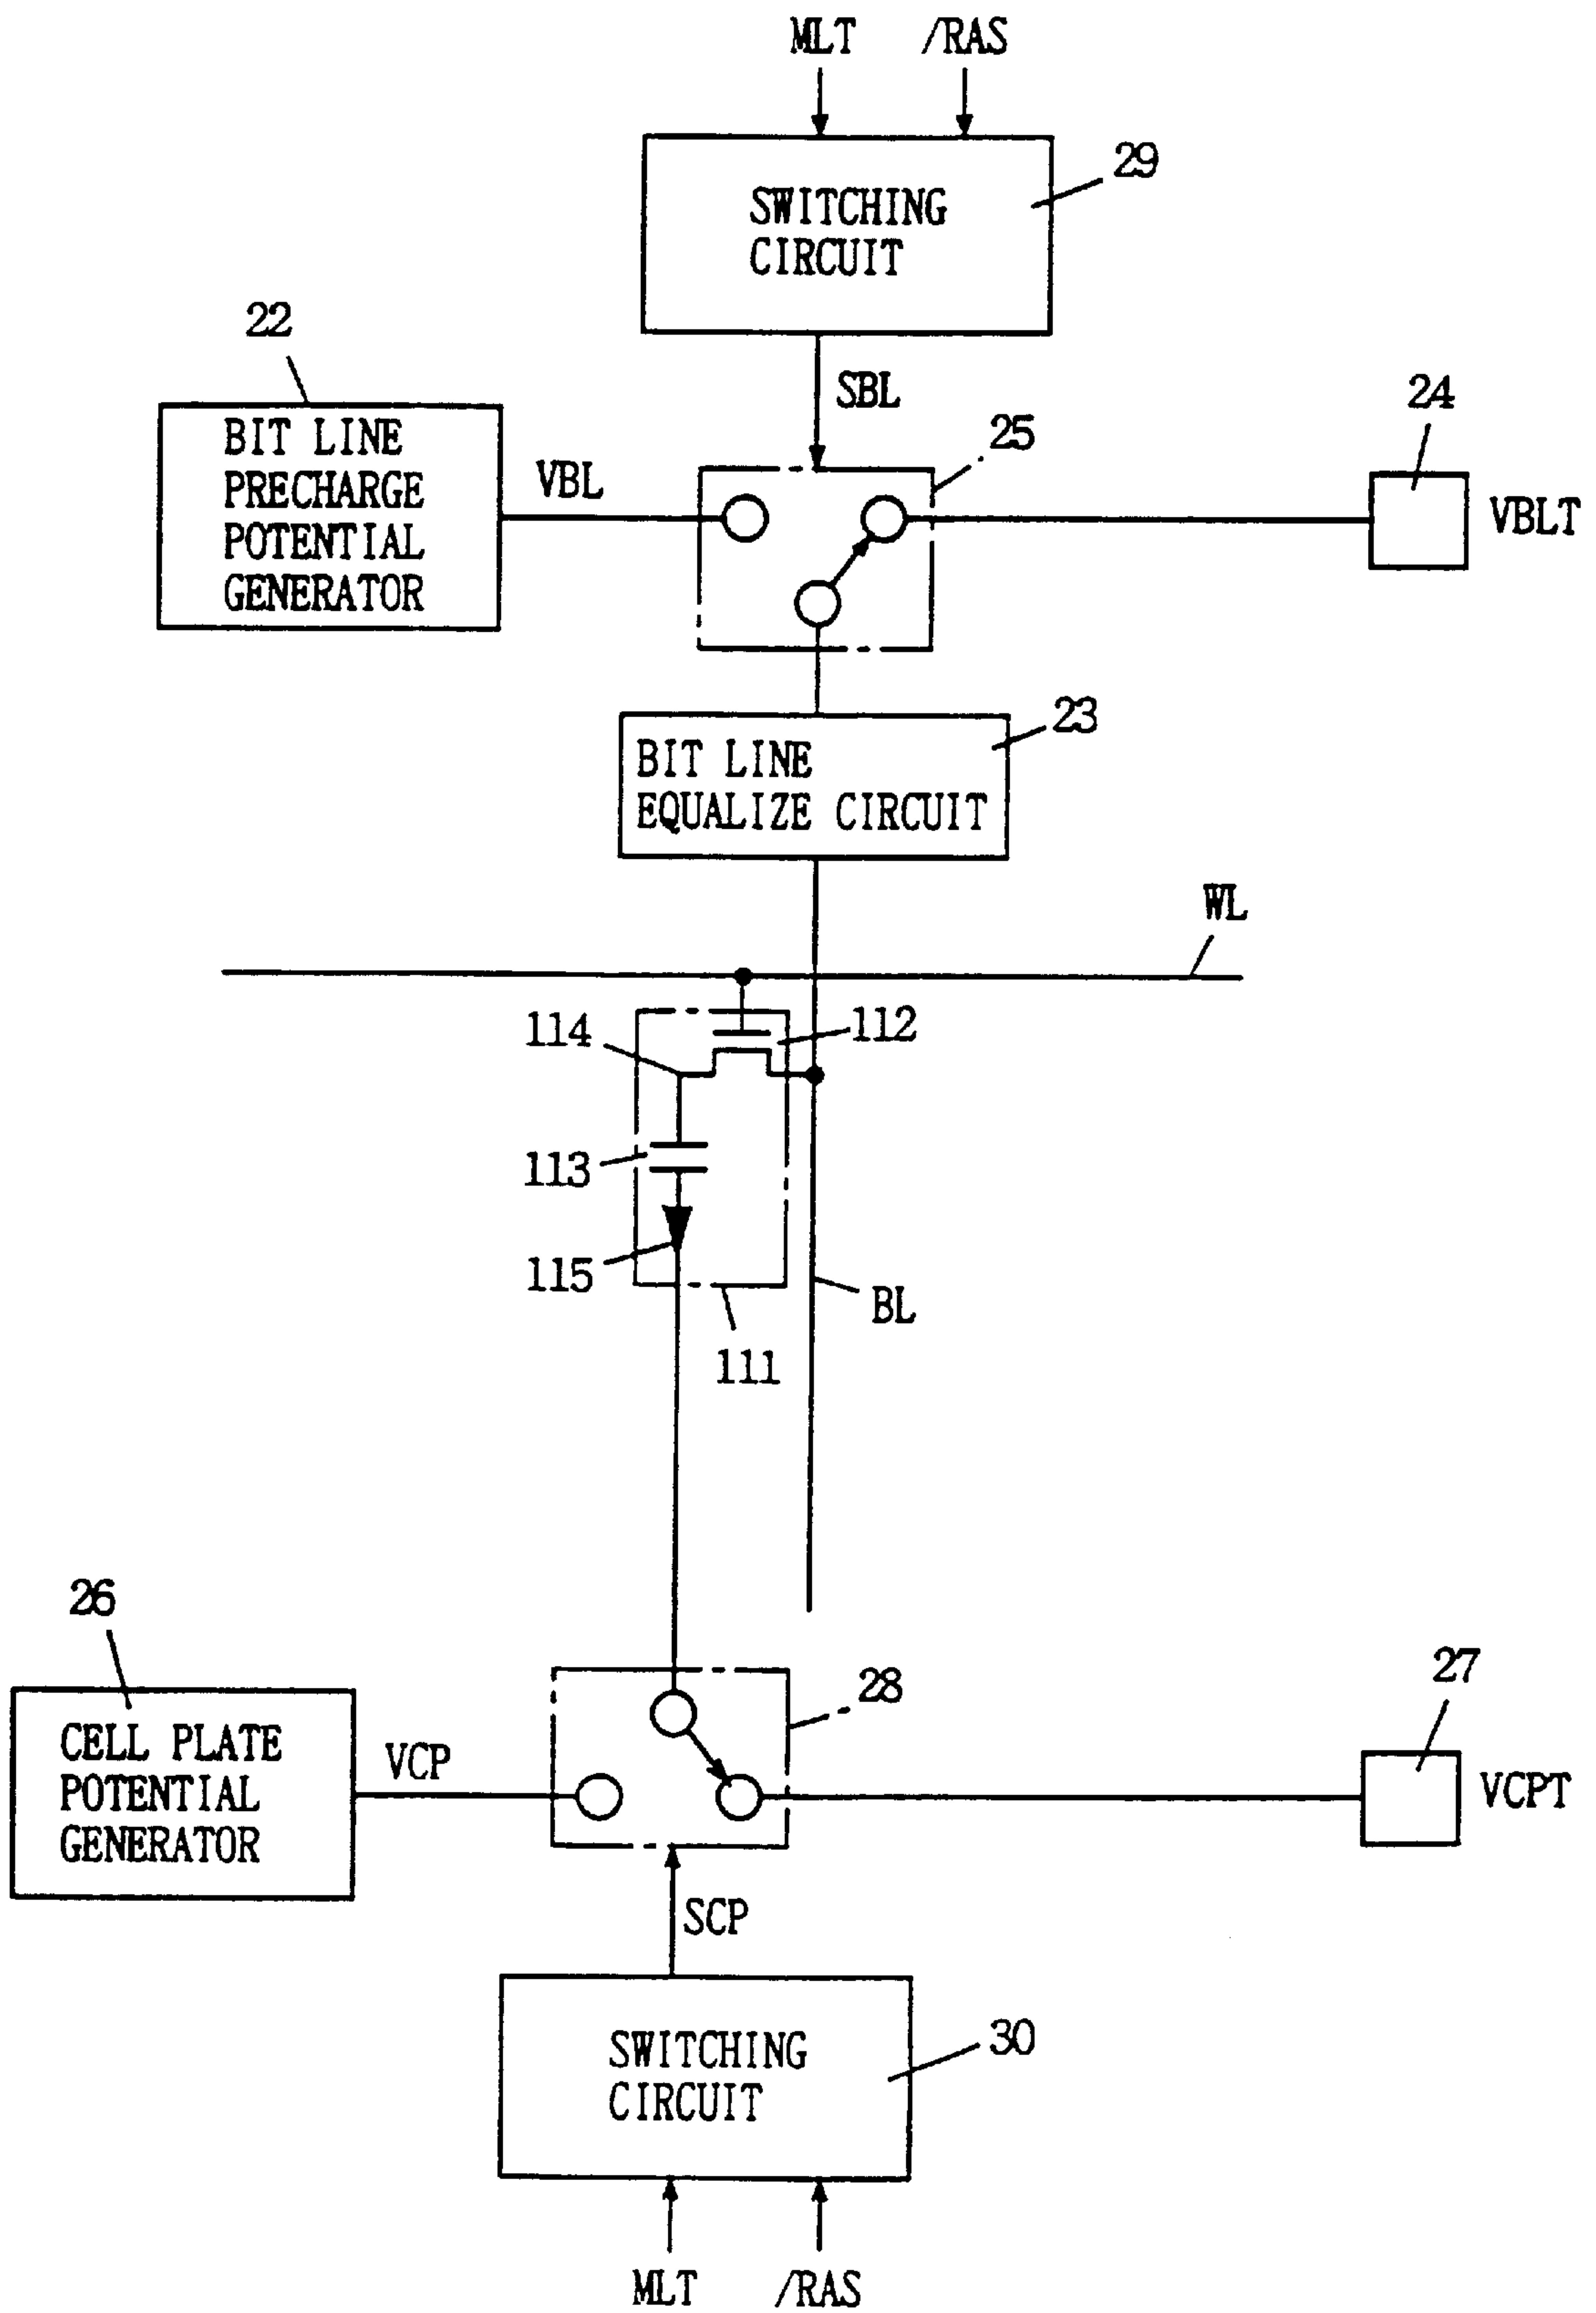 MLT /RAS
29
SWITCHING
CIRCUIT
22
SBL
24
25
BIT LINE
PRECHARGE
POTENTIAL
GENERATOR
VBL
VBLT
23
BIT LINE
EQUALIZE CIRCUIT
WL
114
112
113
115
BL
111
26
27
28
CELL PLATE
POTENTIAL
GENERATOR
VCP
VCPT
SCP
30
SWITCHING
CIRCUIT
MLT /RAS